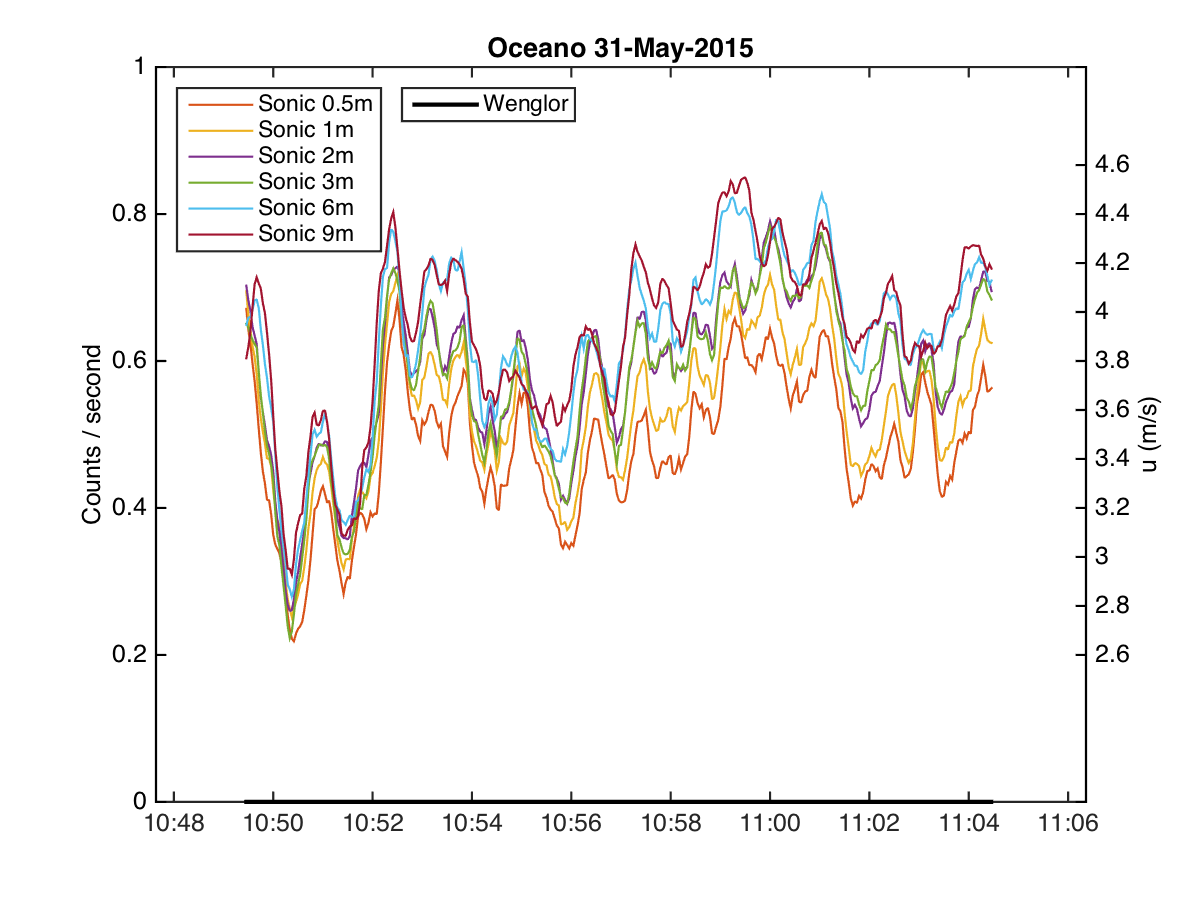 Oceano 31-May-2015
Sonic 0.5m
Sonic 1m
Sonic 2m
Sonic 3m
Sonic 6m
Sonic 9m
Wenglor
Counts / second
1
0.8
0.6
0.4
0.2
0
u (m/s)
4.6
4.4
4.2
4
3.8
3.6
3.4
3.2
3
2.8
2.6
10:48 10:50 10:52 10:54 10:56 10:58 11:00 11:02 11:04 11:06